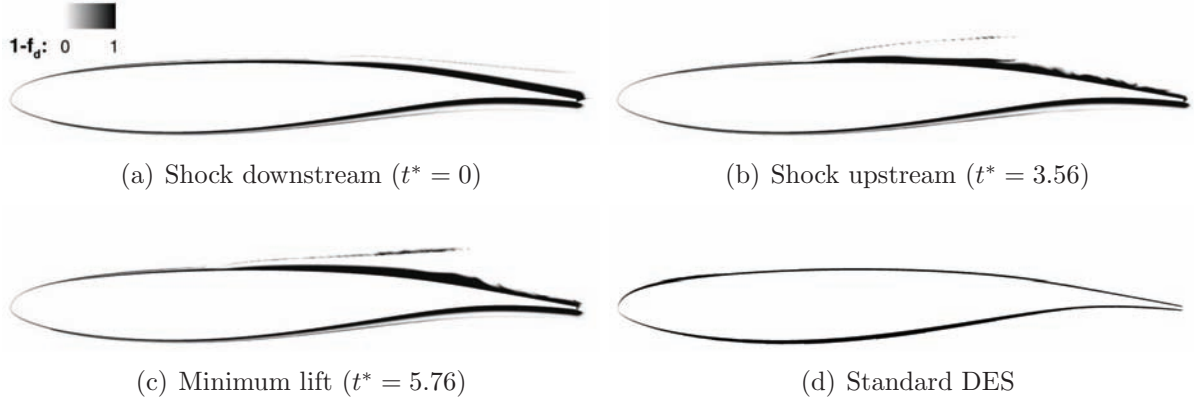 1-f_d: 0 1
(a) Shock downstream (t* = 0)
(b) Shock upstream (t* = 3.56)
(c) Minimum lift (t* = 5.76)
(d) Standard DES